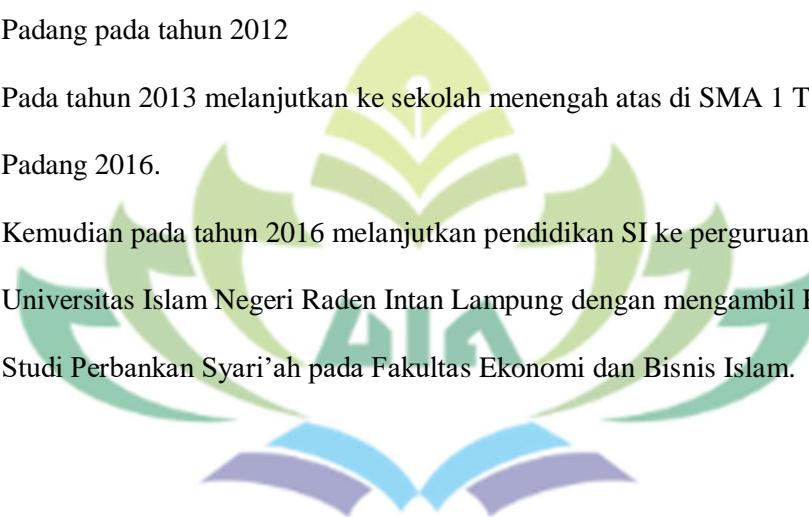 Padang pada tahun 2012
Pada tahun 2013 melanjutkan ke sekolah menengah atas di SMA 1 T
Padang 2016.
Kemudian pada tahun 2016 melanjutkan pendidikan SI ke perguruan
Universitas Islam Negeri Raden Intan Lampung dengan mengambil
Studi Perbankan Syari’ah pada Fakultas Ekonomi dan Bisnis Islam.